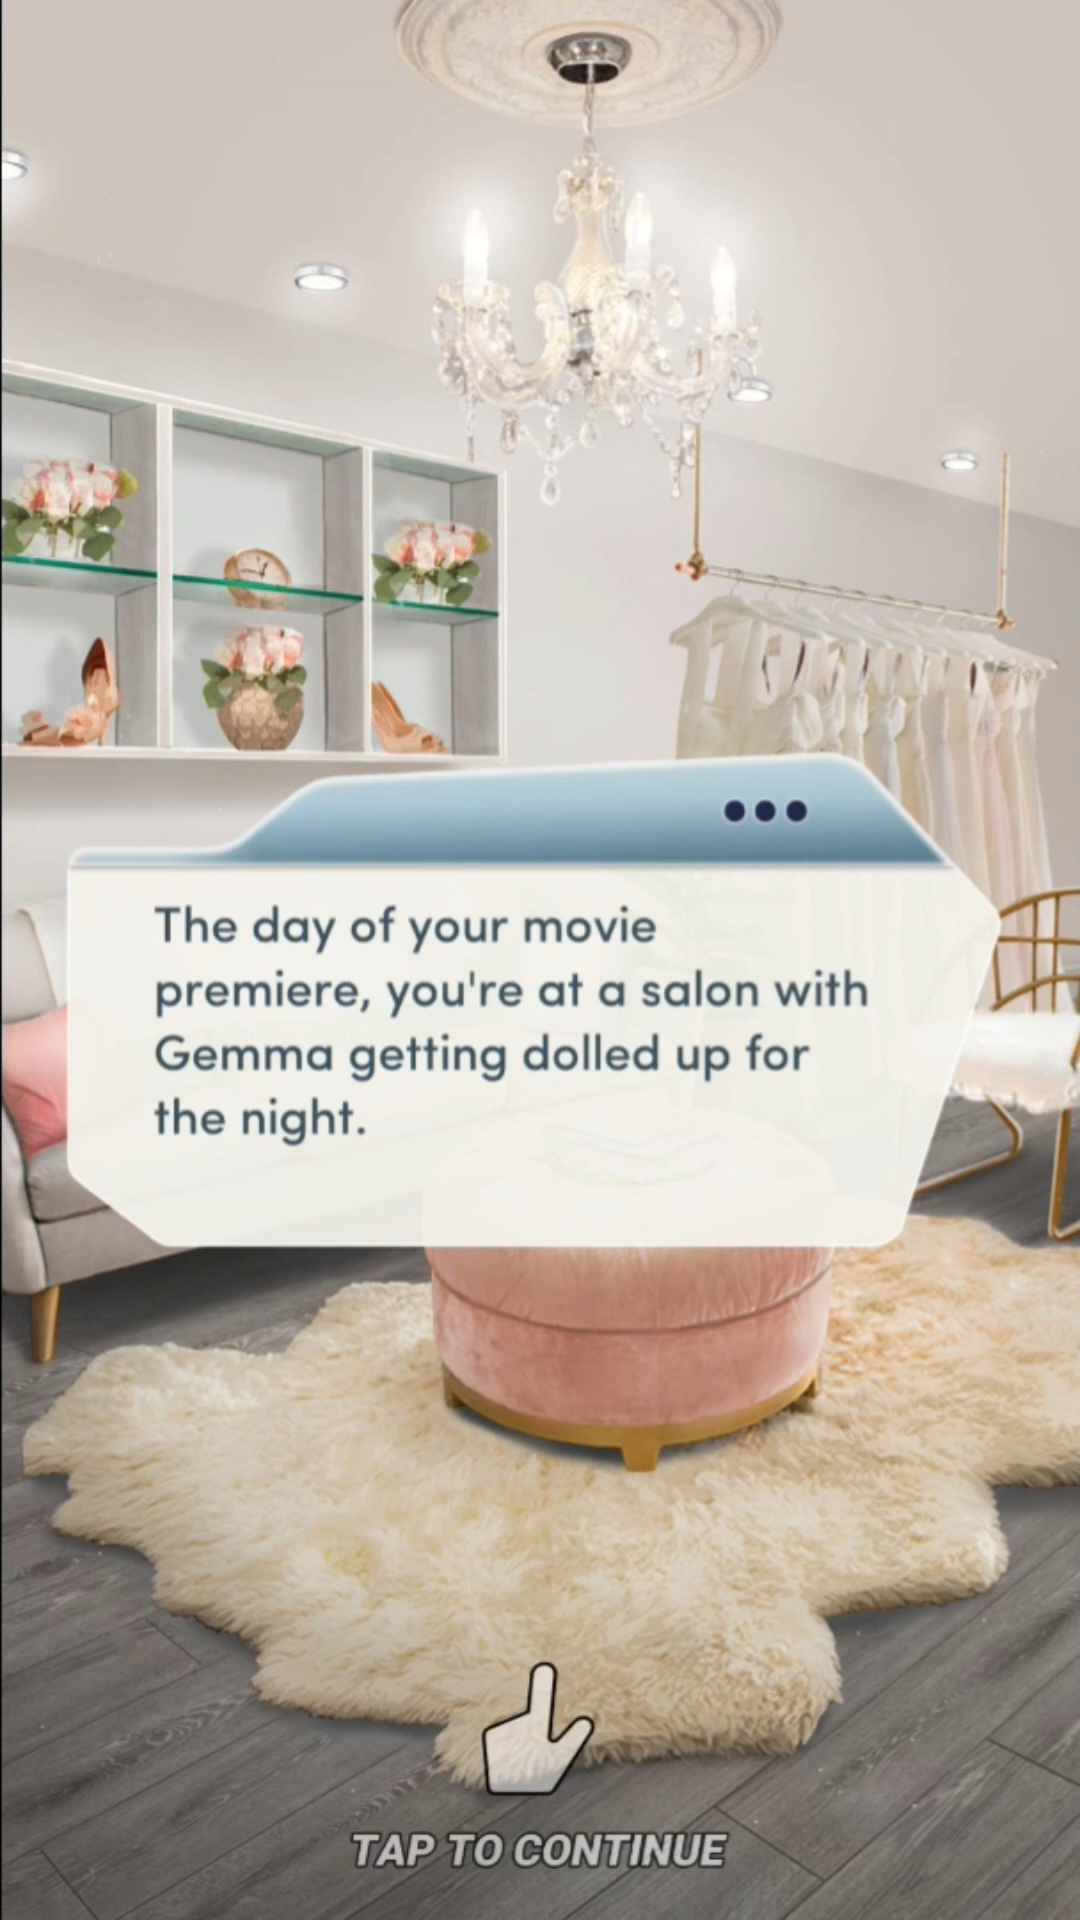 The day of your movie
premiere, you're at a salon with
Gemma getting dolled up for
the night.
TAP TO CONTINUE